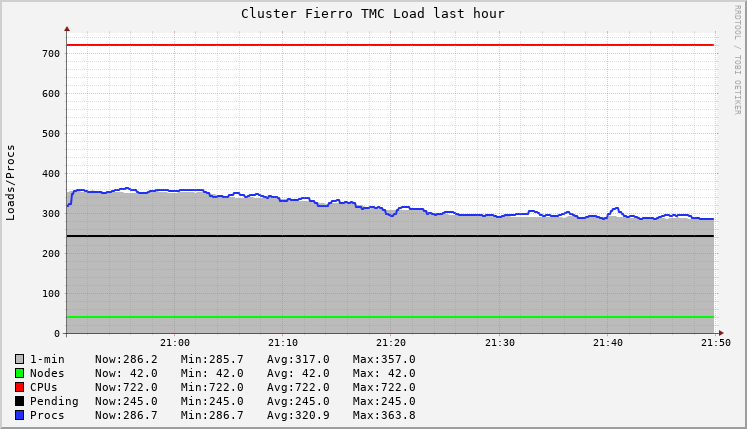 Cluster Fierro TMC Load last hour
RRDTOOL / TOBI OETIKER
Loads/Procs
700
600
500
400
300
200
100
0
21:00 21:10 21:20 21:30 21:40 21:50
1-min Now:286.2 Min:285.7 Avg:317.0 Max:357.0
Nodes Now: 42.0 Min: 42.0 Avg: 42.0 Max: 42.0
CPUs Now:722.0 Min:722.0 Avg:722.0 Max:722.0
Pending Now:245.0 Min:245.0 Avg:245.0 Max:245.0
Procs Now:286.7 Min:286.7 Avg:320.9 Max:363.8